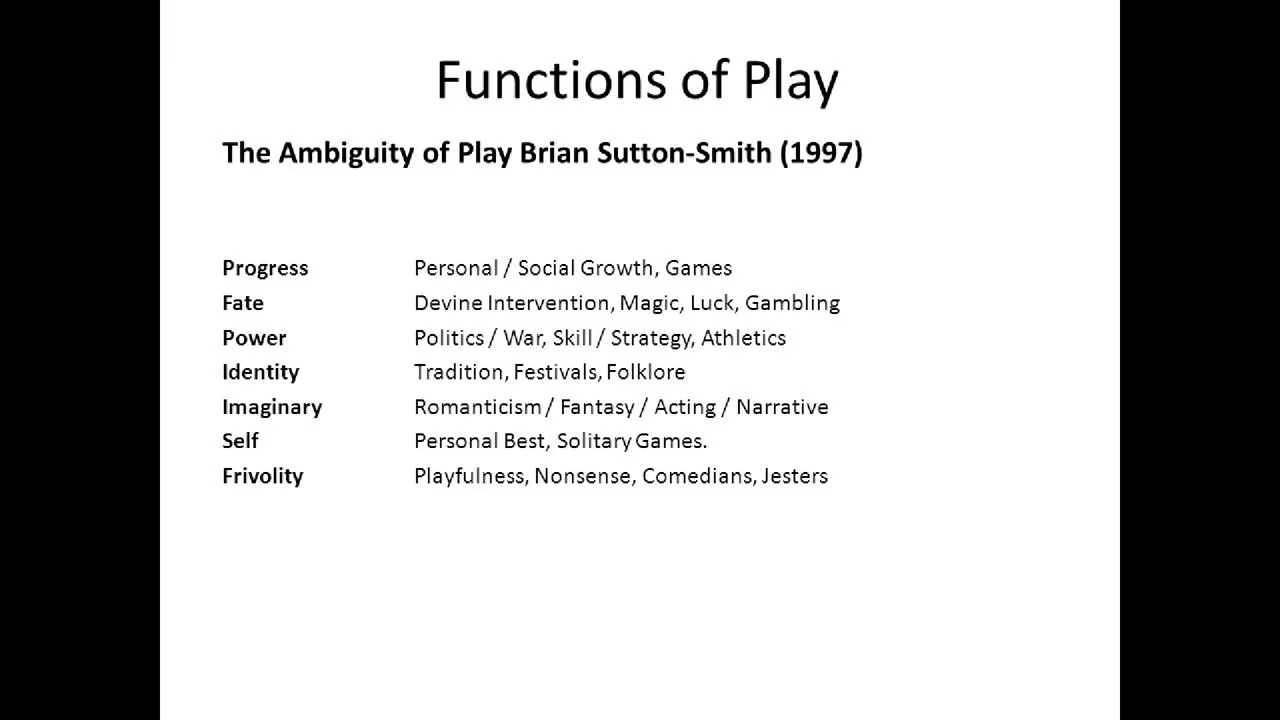 Functions of Play
The Ambiguity of Play Brian Sutton-Smith (1997)
Progress Personal / Social Growth, Games
Fate Devine Intervention, Magic, Luck, Gambling
Power Politics / War, Skill / Strategy, Athletics
Identity Tradition, Festivals, Folklore
Imaginary Romanticism / Fantasy / Acting / Narrative
Self Personal Best, Solitary Games.
Frivolity Playfulness, Nonsense, Comedians, Jesters